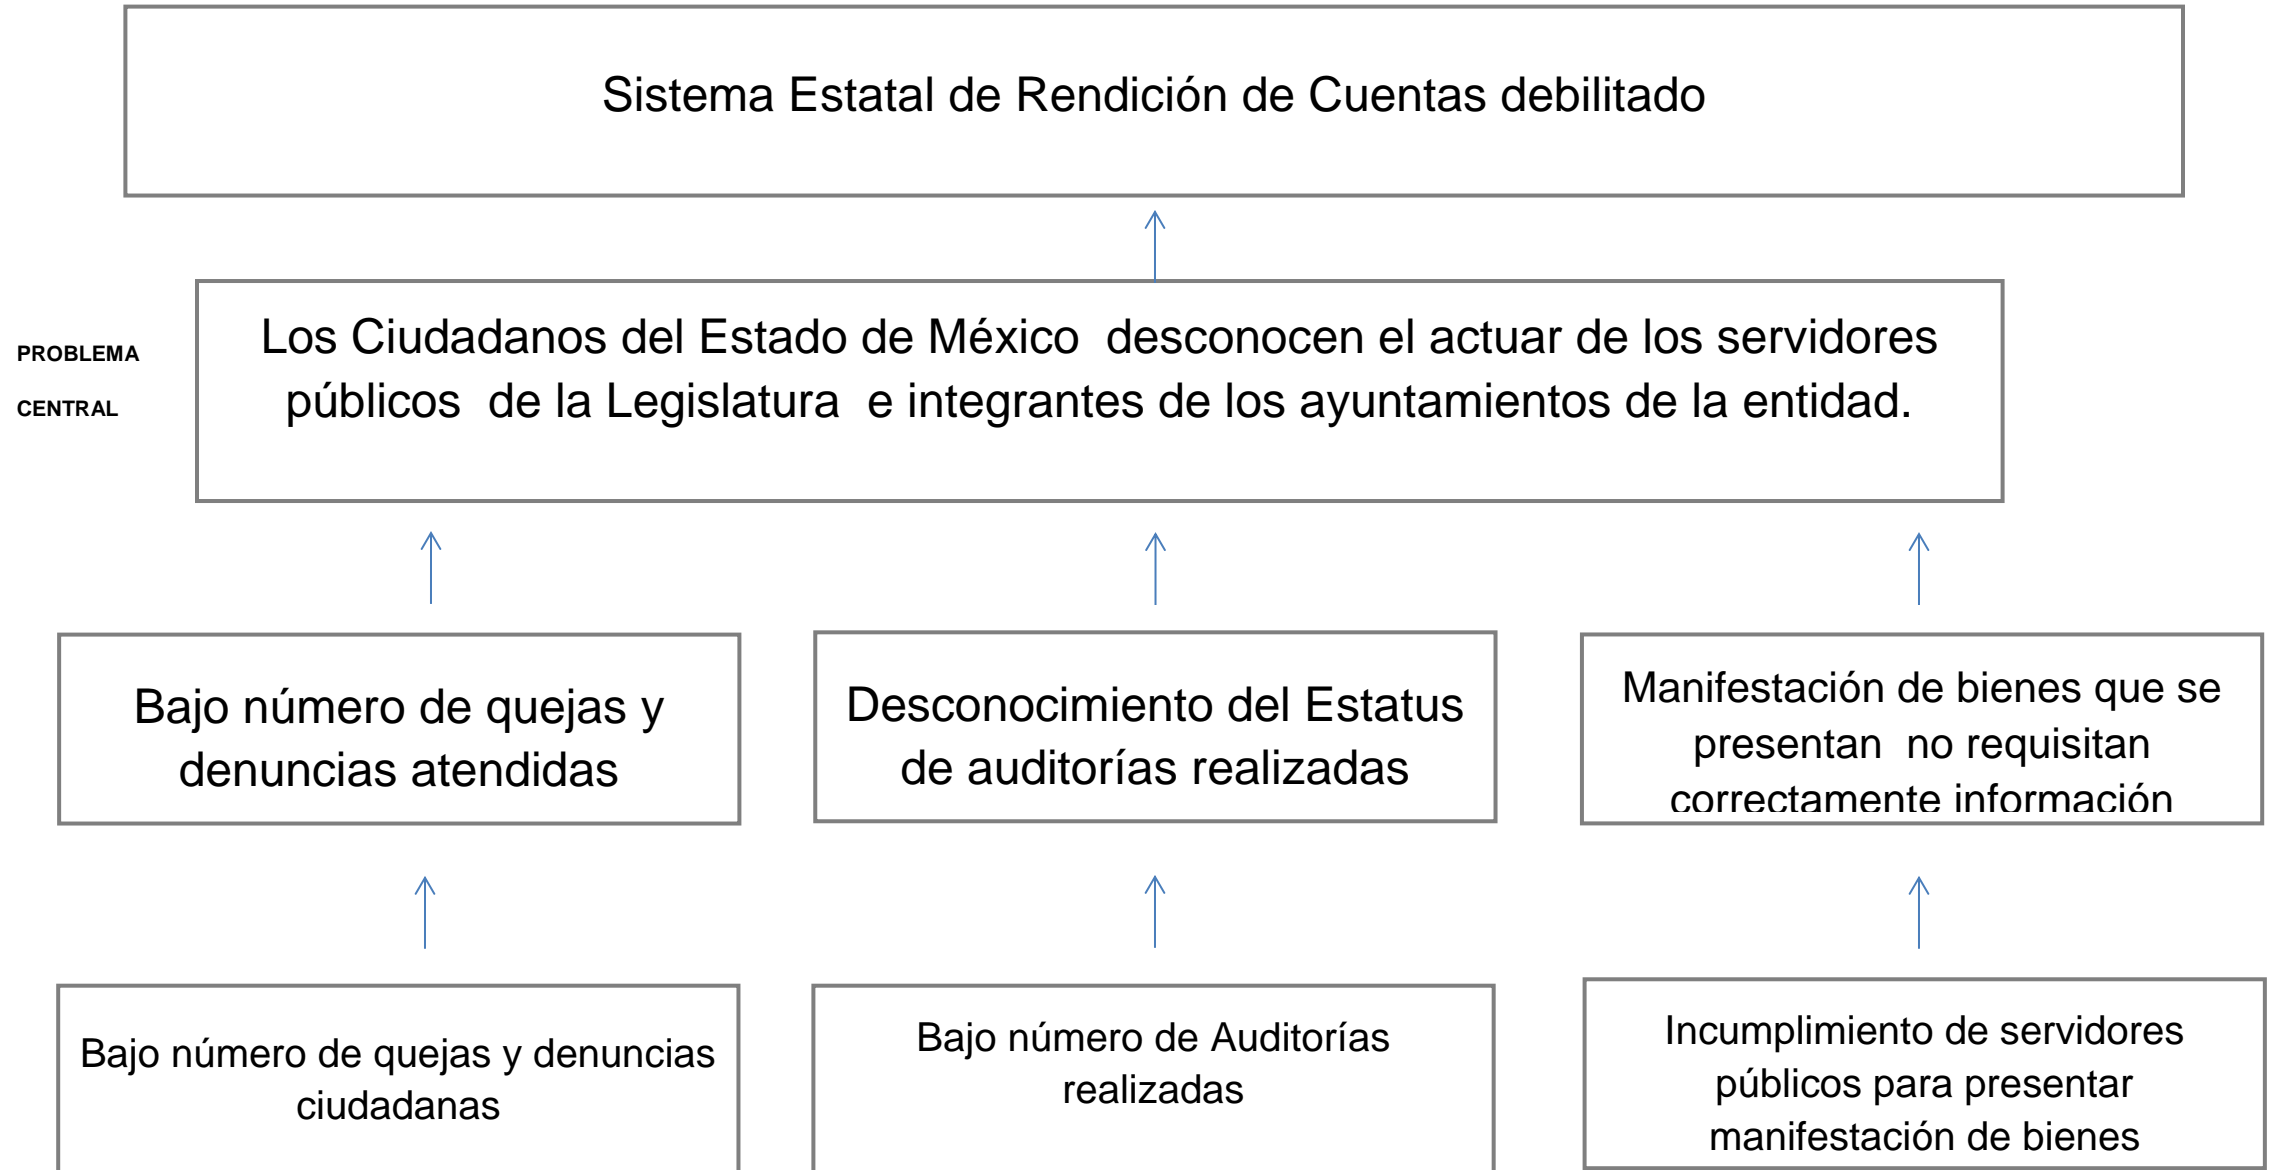 Sistema Estatal de Rendición de Cuentas debilitado
PROBLEMA
CENTRAL
Los Ciudadanos del Estado de México desconocen el actuar de los servidores
públicos de la Legislatura e integrantes de los ayuntamientos de la entidad.
Bajo número de quejas y
denuncias atendidas
Desconocimiento del Estatus
de auditorías realizadas
Manifestación de bienes que se
presentan no requisitan
correctamente información
Bajo número de quejas y denuncias
ciudadanas
Bajo número de Auditorías
realizadas
Incumplimiento de servidores
públicos para presentar
manifestación de bienes